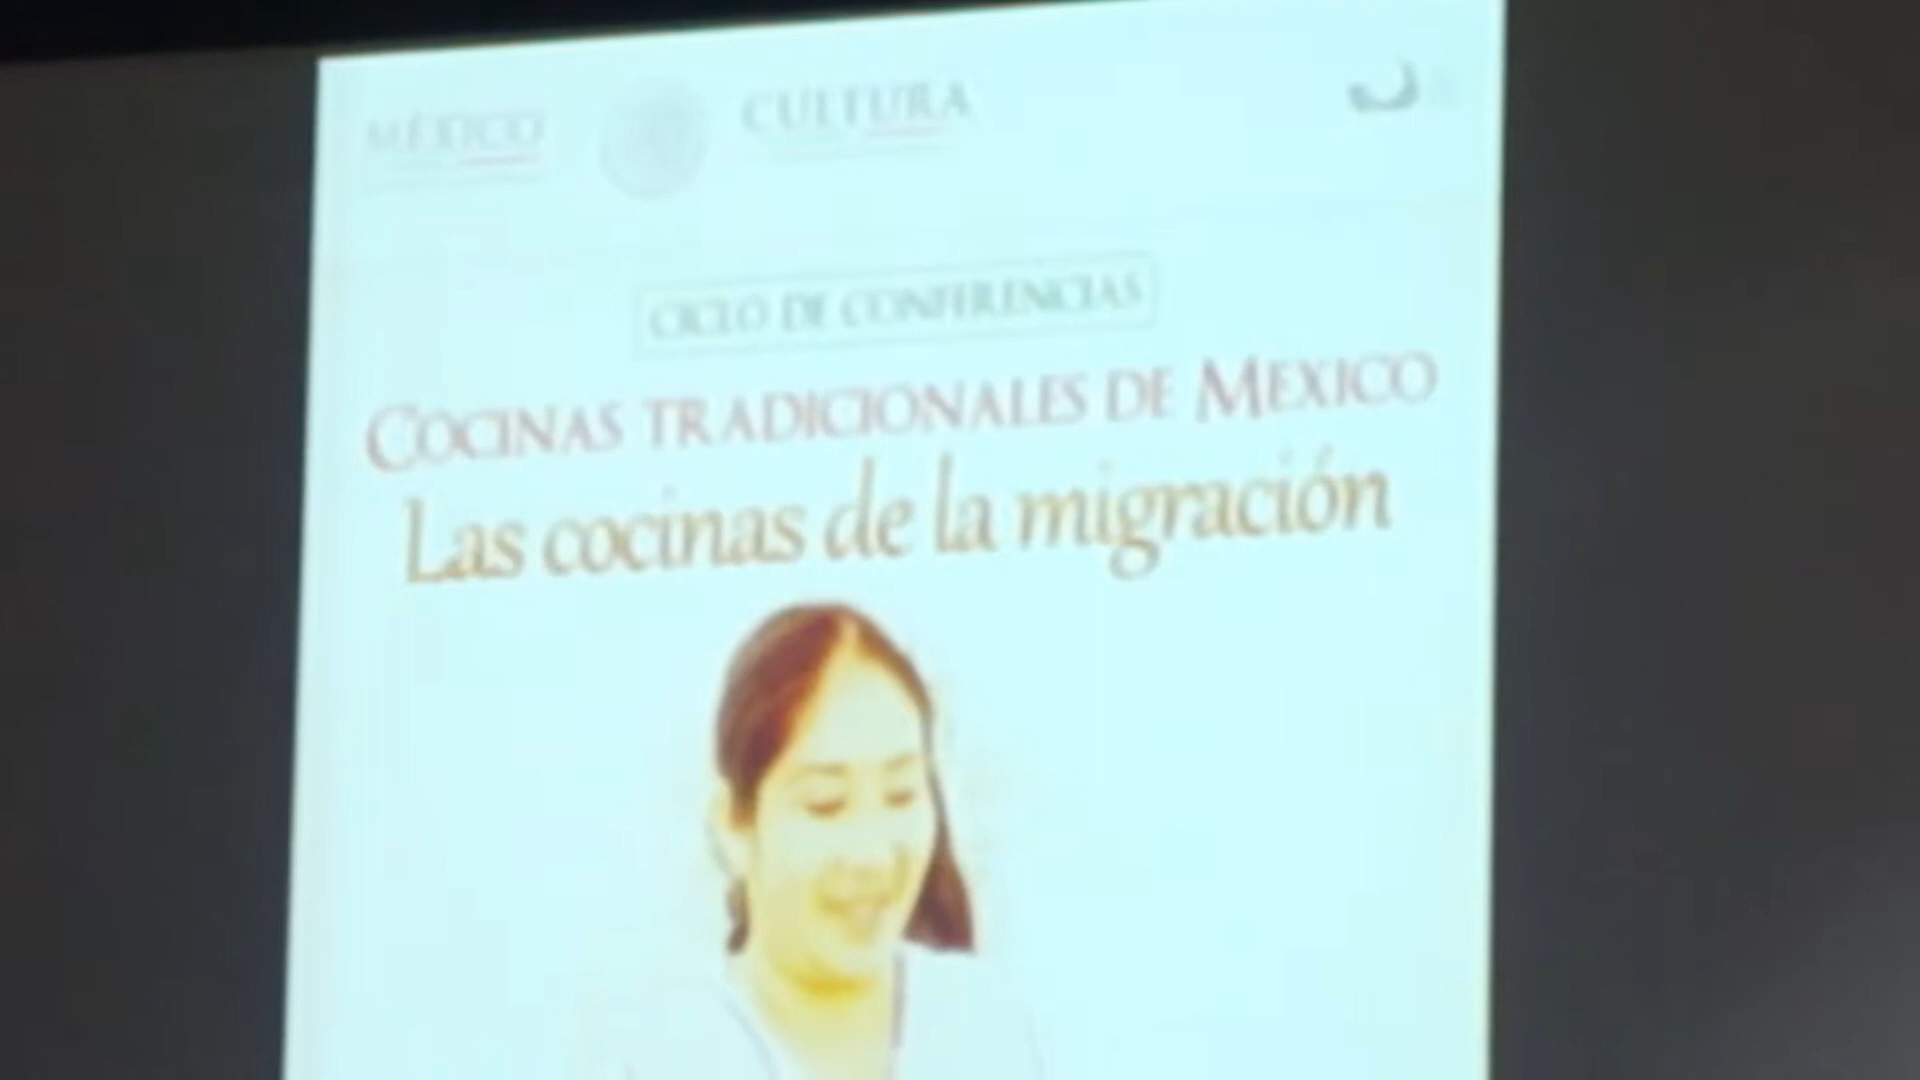 MÉXICO
CULTURA
CICLO DE CONFERENCIAS
COCINAS TRADICIONALES DE MEXICO
Las cocinas de la migración